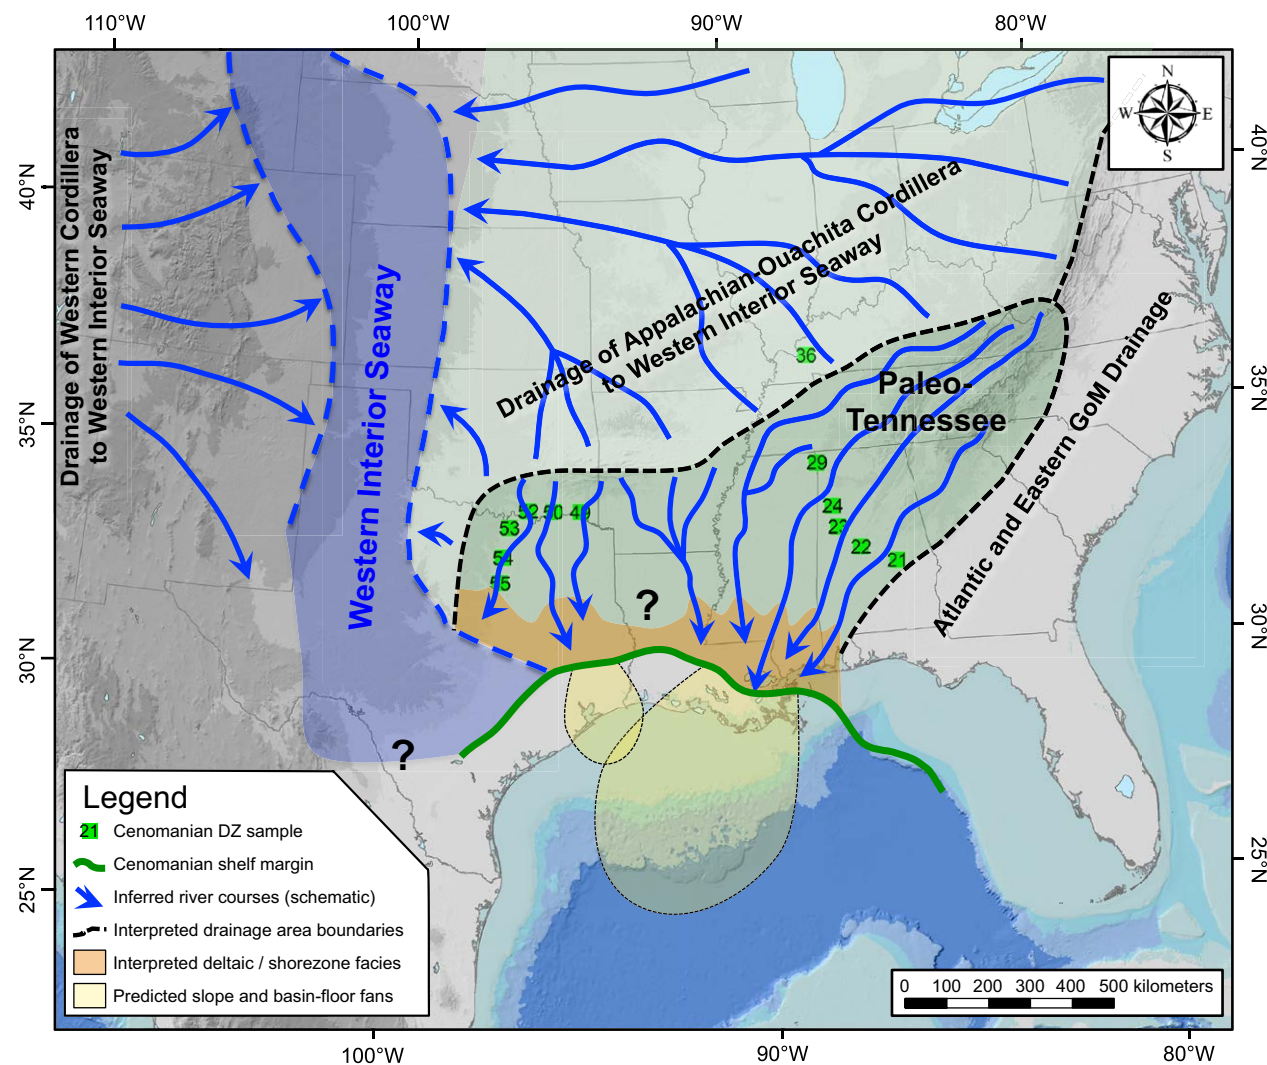 110°W
100°W
90°W
80°W
N
W
E
S
40°N
40°N
35°N
35°N
30°N
30°N
25°N
25°N
Drainage of Western Cordillera
to Western Interior Seaway
Western Interior Seaway
Drainage of Appalachian-Ouachita Cordillera
to Western Interior Seaway
Atlantic and Eastern GoM Drainage
Paleo-
Tennessee
36
29
24
23
22
21
52
50
49
53
54
55
?
?
Legend
21 Cenomanian DZ sample
Cenomanian shelf margin
Inferred river courses (schematic)
Interpreted drainage area boundaries
Interpreted deltaic / shorezone facies
Predicted slope and basin-floor fans
0 100 200 300 400 500 kilometers
100°W
90°W
80°W